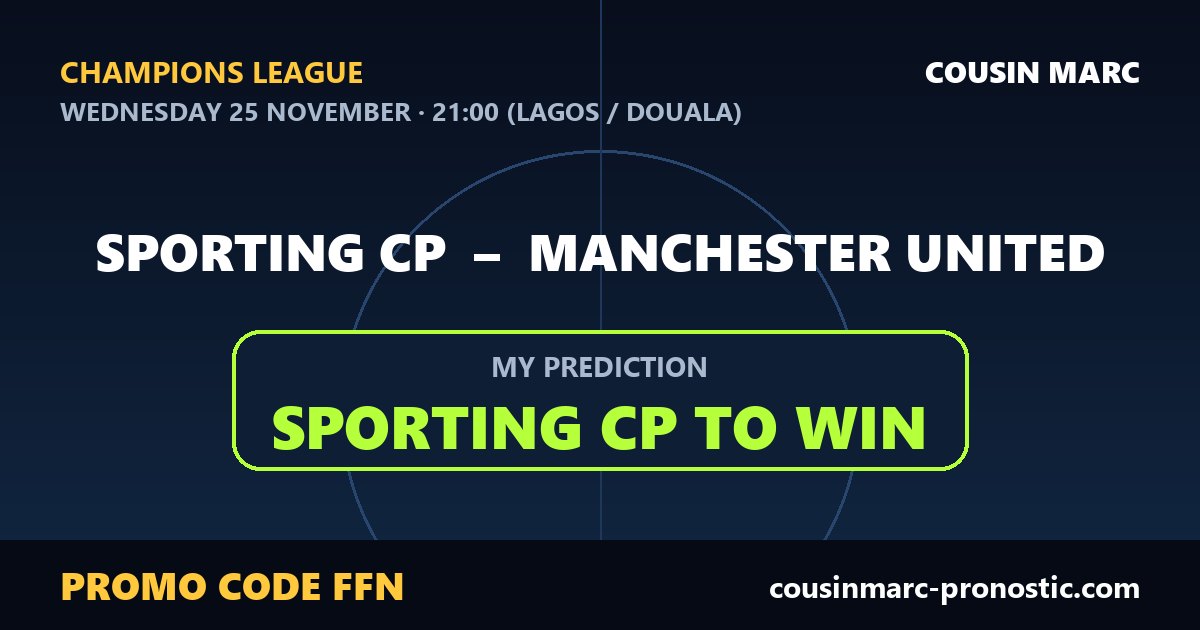 CHAMPIONS LEAGUE
COUSIN MARC
WEDNESDAY 25 NOVEMBER · 21:00 (LAGOS / DOUALA)
SPORTING CP – MANCHESTER UNITED
MY PREDICTION
SPORTING CP TO WIN
PROMO CODE FFN
cousinmarc-pronostic.com